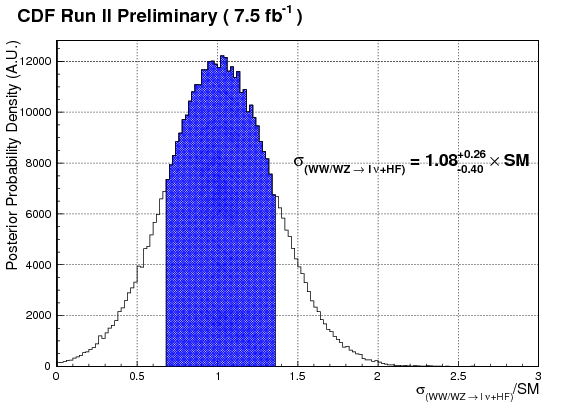 CDF Run II Preliminary ( 7.5 fb⁻¹ )
Posterior Probability Density (A.U.)
12000
10000
8000
6000
4000
2000
0
σ(WW/WZ → l ν+HF) = 1.08 +0.26 -0.40 × SM
0 0.5 1 1.5 2 2.5 3
σ(WW/WZ → l ν+HF)/SM